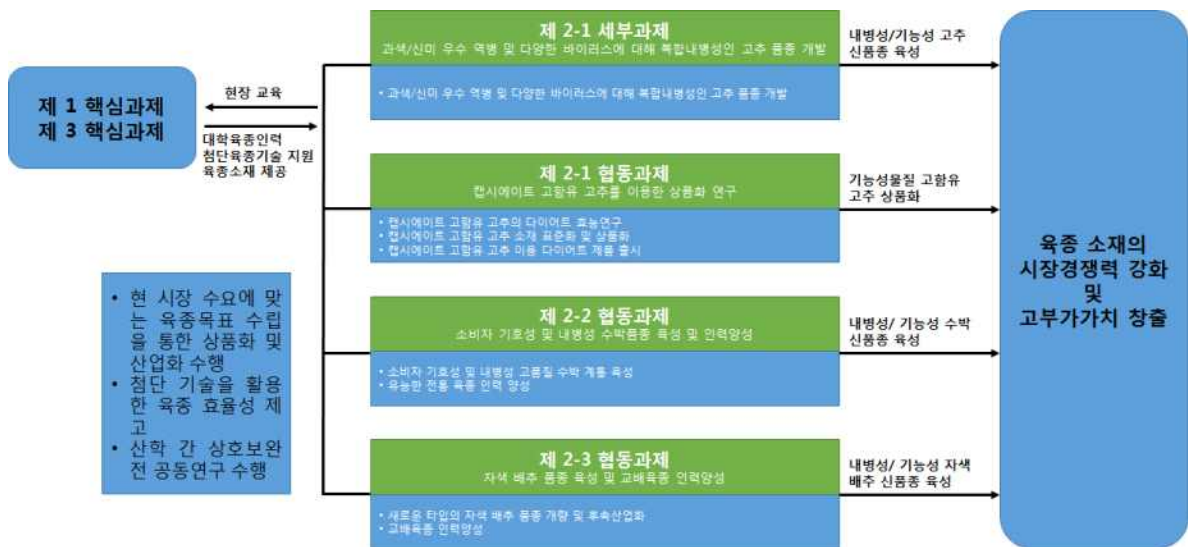 제 1 핵심과제
제 3 핵심과제
현장 교육
대학육종인력
첨단육종기술 지원
육종소재 제공
• 현 시장 수요에 맞
는 육종목표 수립
을 통한 상품화 및
산업화 수행
• 첨단 기술을 활용
한 육종 효율성 제
고
• 산학 간 상호보완
전 공동연구 수행
제 2-1 세부과제
과색/신미 우수 역병 및 다양한 바이러스에 대해 복합내병성인 고추 품종 개발
• 과색/신미 우수 역병 및 다양한 바이러스에 대해 복합내병성인 고추 품종 개발
내병성/기능성 고추
신품종 육성
제 2-1 협동과제
캡시에이트 고함유 고추를 이용한 상품화 연구
• 캡시에이트 고함유 고추의 다이어트 효능연구
• 캡시에이트 고함유 고추 소재 표준화 및 상품화
• 캡시에이트 고함유 고추 이용 다이어트 제품 출시
기능성물질 고함유
고추 상품화
제 2-2 협동과제
소비자 기호성 및 내병성 수박품종 육성 및 인력양성
• 소비자 기호성 및 내병성 고품질 수박 계통 육성
• 유능한 전통 육종 인력 양성
내병성/ 기능성 수박
신품종 육성
제 2-3 협동과제
자색 배추 품종 육성 및 교배육종 인력양성
• 새로운 타입의 자색 배추 품종 개량 및 후속산업화
• 교배육종 인력양성
내병성/ 기능성 자색
배추 신품종 육성
육종 소재의
시장경쟁력 강화
및
고부가가치 창출